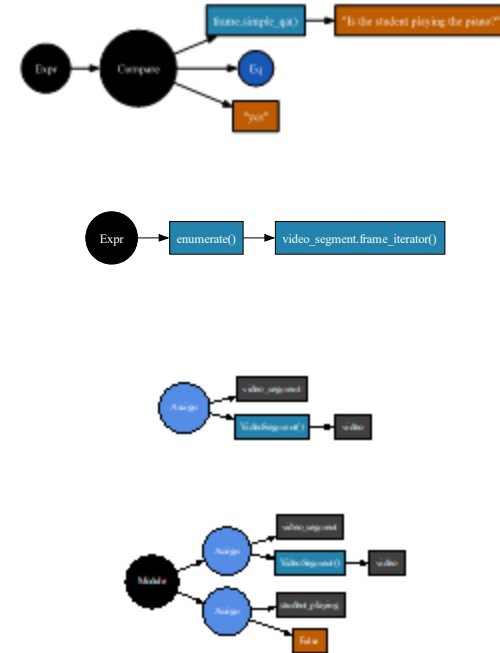 frame.simple_qa()
"Is the student playing the piano?"
Expr
Compare
Eq
"yes"
Expr
enumerate()
video_segment.frame_iterator()
video_segment
Assign
VideoSegment()
video
video_segment
Assign
VideoSegment()
video
Module
student_playing
Assign
False